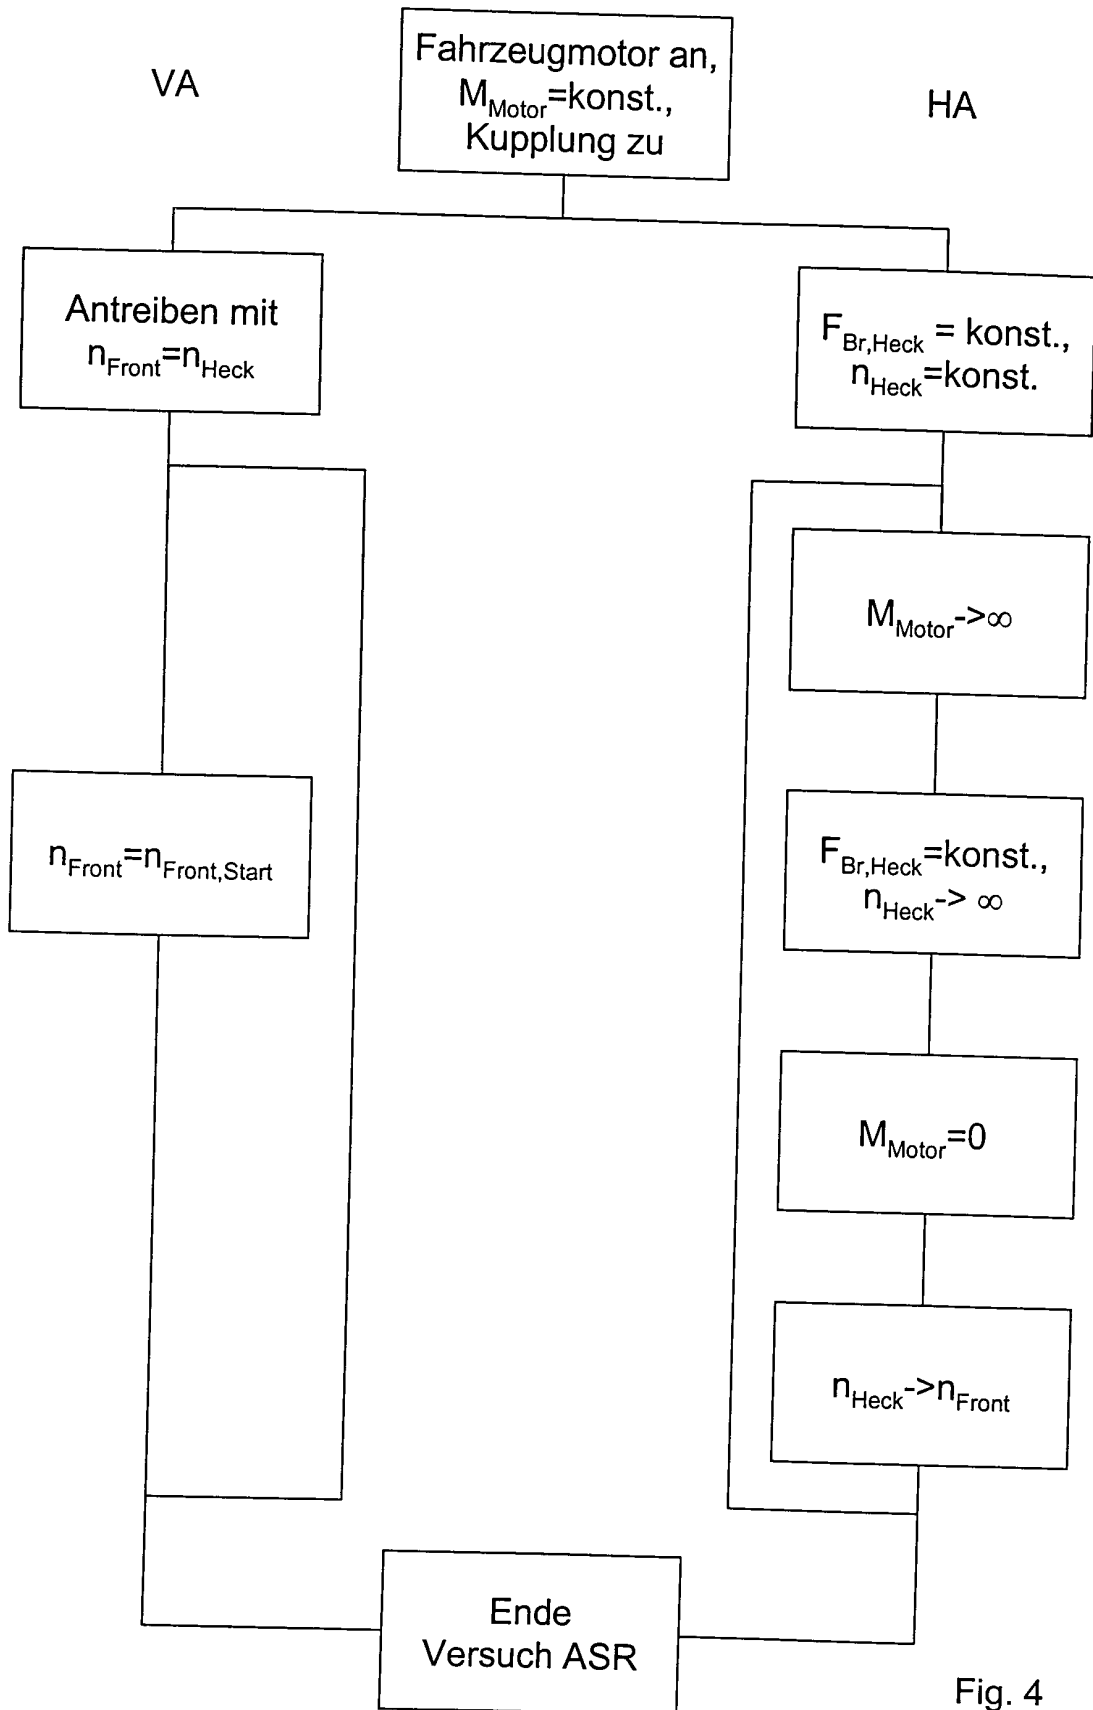 VA
Fahrzeugmotor an,
M_Motor=konst.,
Kupplung zu
HA
Antreiben mit
n_Front=n_Heck
F_Br,Heck = konst.,
n_Heck=konst.
M_Motor->∞
n_Front=n_Front,Start
F_Br,Heck=konst.,
n_Heck-> ∞
M_Motor=0
n_Heck->n_Front
Ende
Versuch ASR
Fig. 4